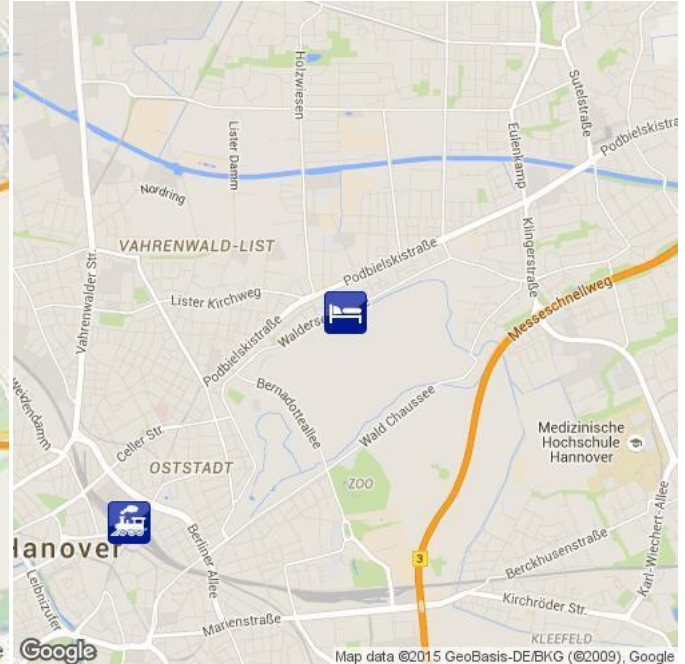 Holzwiesen
Sutelstraße
Lister Damm
Eulenkamp
Podbielskistra
Nordring
Klingerstraße
VAHRENWALD-LIST
Podbielskistraße
Vahrenwalder Str.
Messeschnellweg
Lister Kirchweg
Walderse
Podbielskistraße
Bernadotteallee
Wald Chaussee
Weidendamm
Celler Str.
Medizinische
Hochschule
Hannover
OSTSTADT
ZOO
Karl-Wiechert-Allee
Hanover
Berliner Allee
3
Berckhusenstraße
Leibnizufer
Kirchröder Str.
Marienstraße
KLEEFELD
e
Google
Map data ©2015 GeoBasis-DE/BKG (©2009), Google